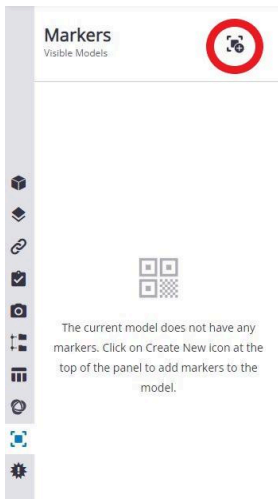 Markers
Visible Models
The current model does not have any
markers. Click on Create New icon at the
top of the panel to add markers to the
model.